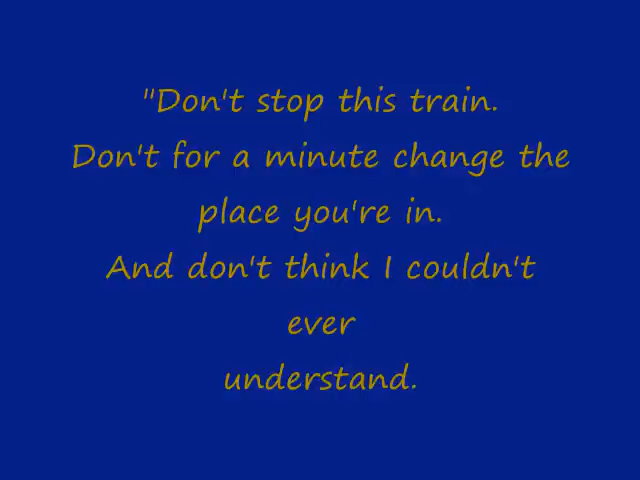 "Don't stop this train.
Don't for a minute change the
place you're in.
And don't think I couldn't
ever
understand.